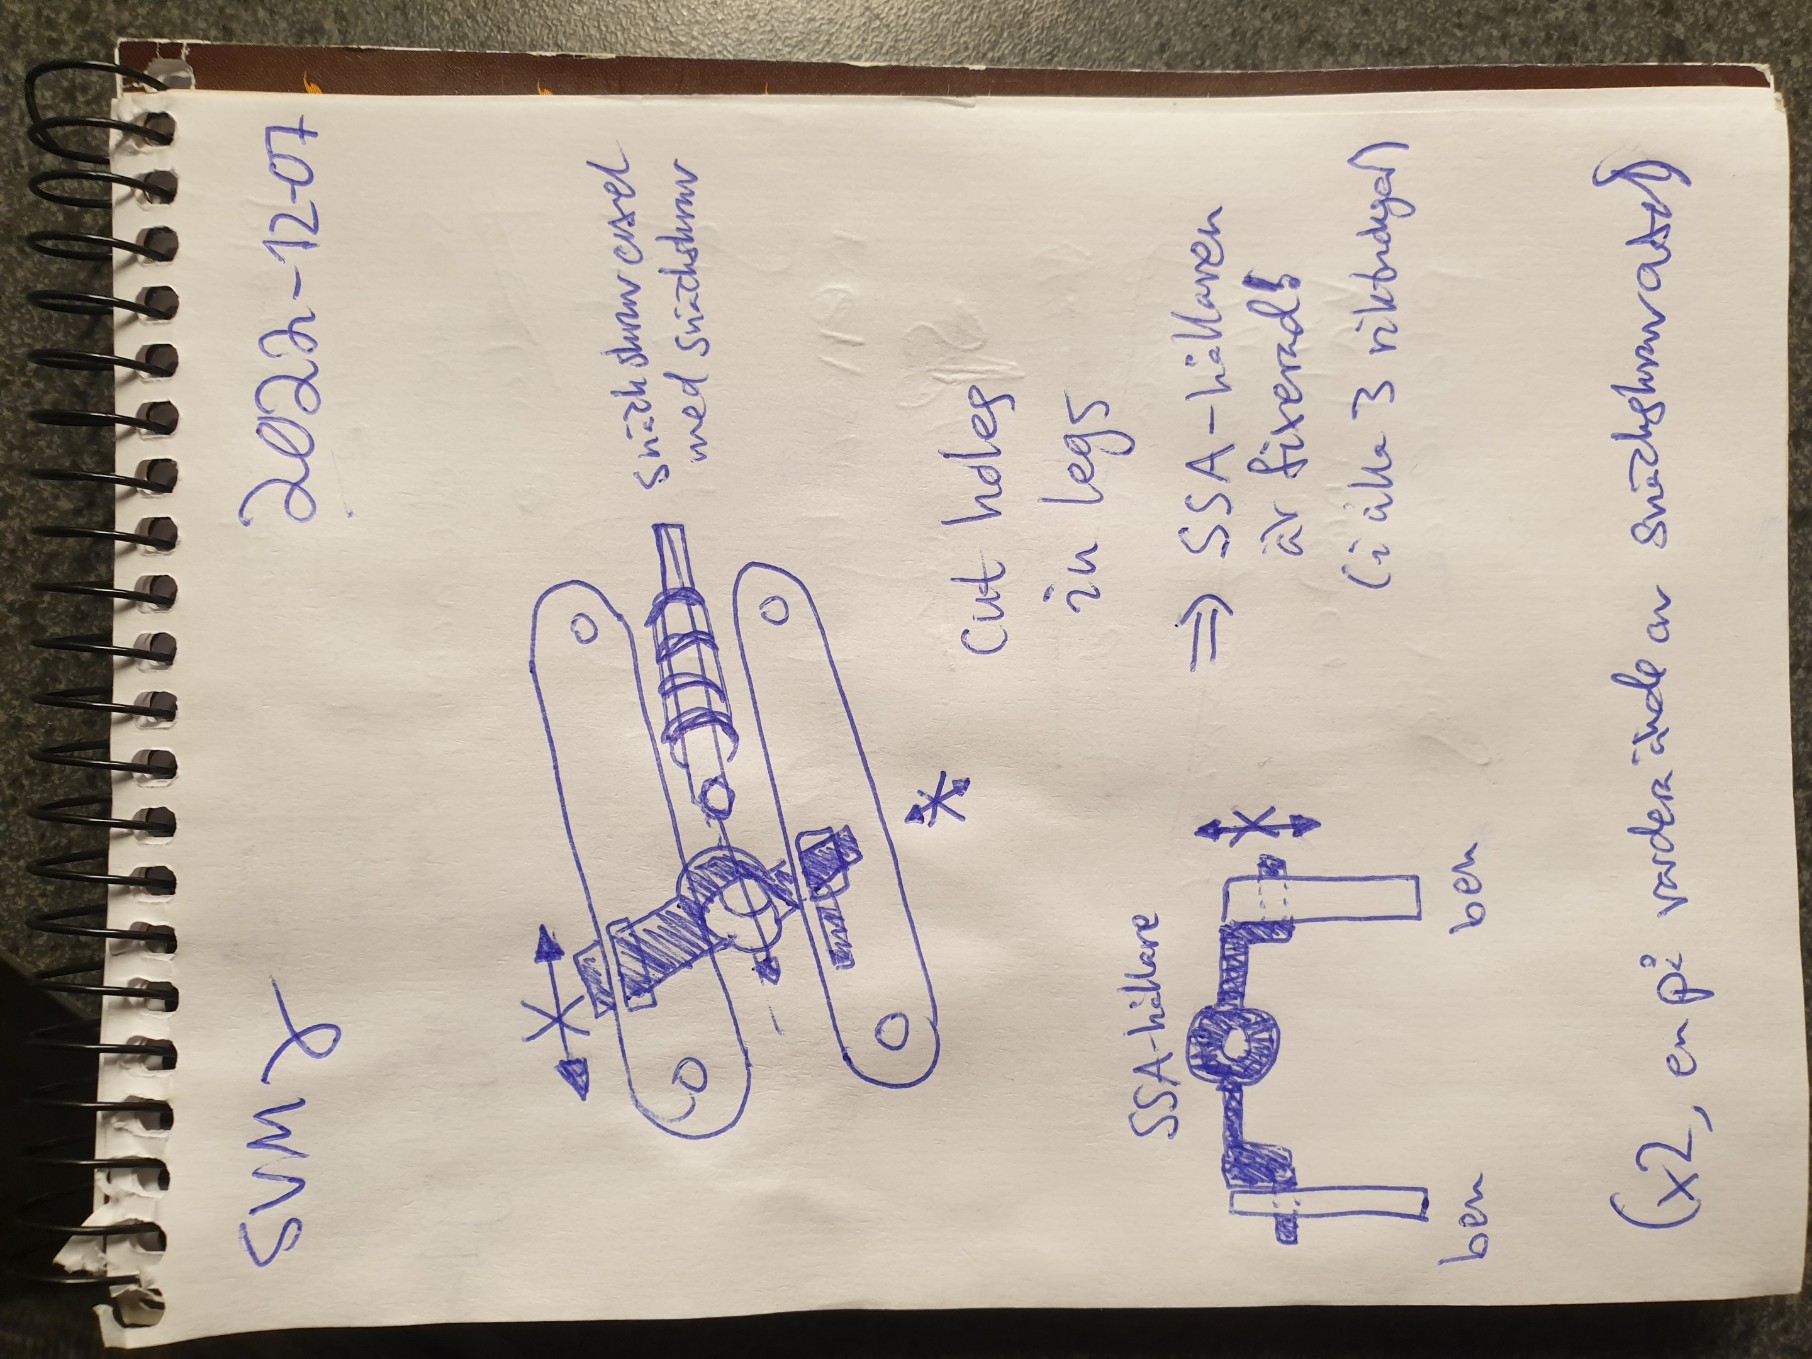 SVM
2022-12-07
snäckskruvaxel
med snäckskruv
Cut holes
in legs
SSA-hållare
⇒ SSA-hållaren
är fixerad!
(i alla 3 riktningar)
ben
ben
(x2, en på vardera ände av snäckskruvaxel)